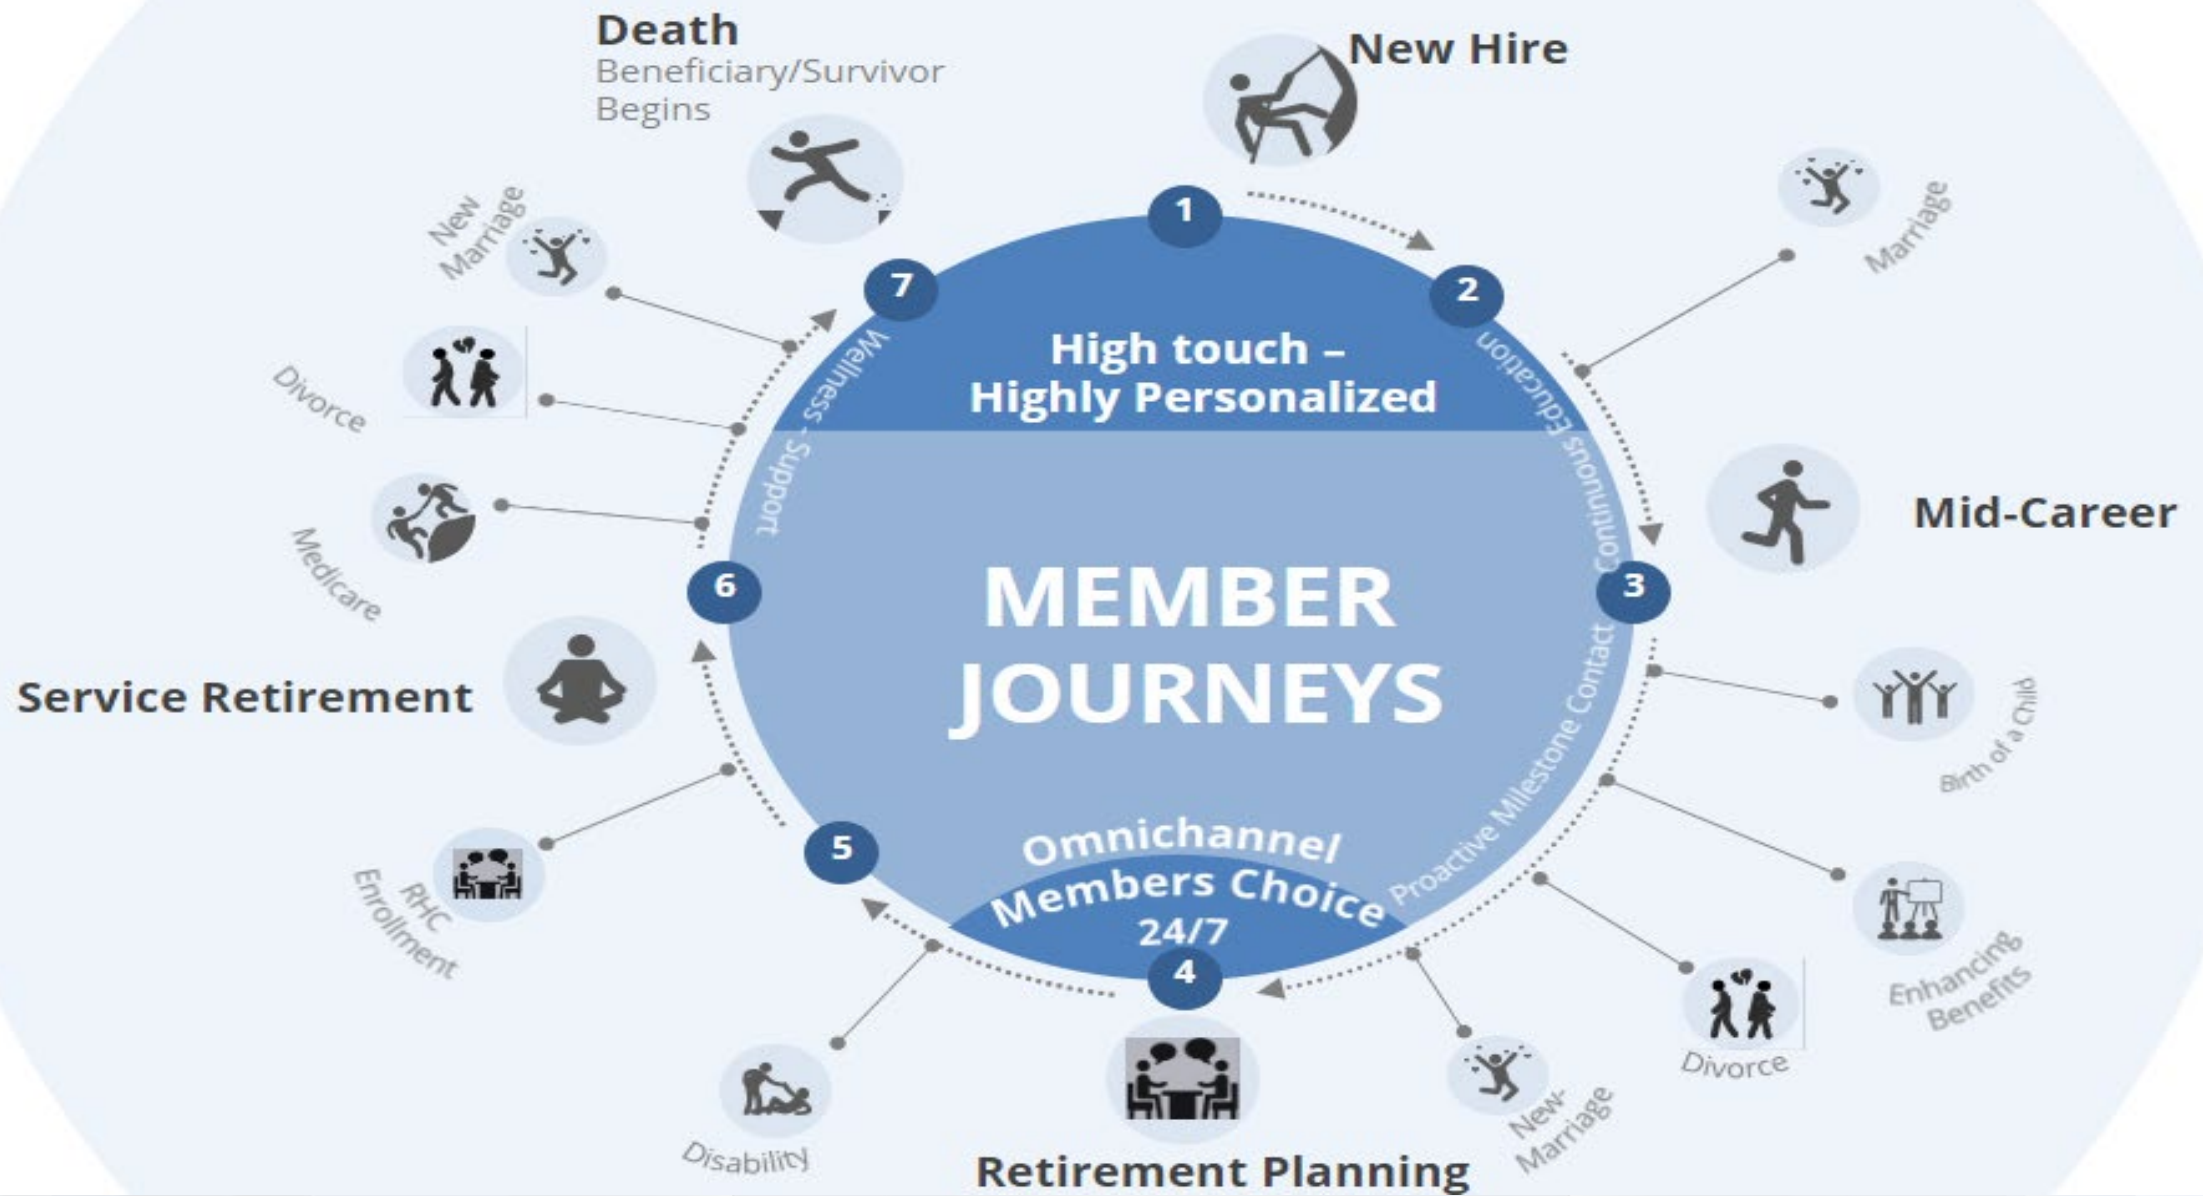 Death
Beneficiary/Survivor
Begins
New Hire
Marriage
New
Marriage
1
2
7
High touch –
Highly Personalized
Wellness - Support
Continuous Education
Divorce
Mid-Career
Medicare
6
3
MEMBER
JOURNEYS
Service Retirement
Proactive Milestone Contact
Birth of a Child
5
Omnichannel
Members Choice
24/7
4
RHC
Enrollment
Enhancing
Benefits
Divorce
New-
Marriage
Disability
Retirement Planning